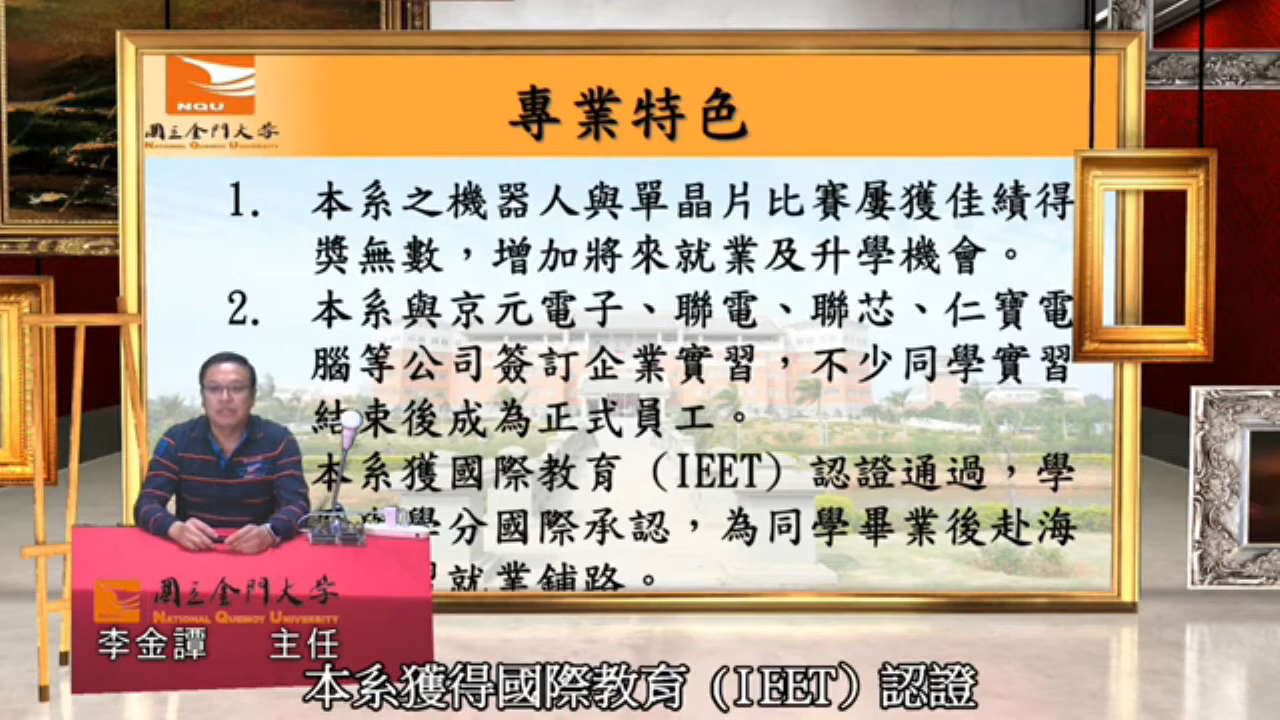 NQU
國立金門大學
NATIONAL QUEMOY UNIVERSITY
專業特色
1. 本系之機器人與單晶片比賽屢獲佳績得
獎無數，增加將來就業及升學機會。
2. 本系與京元電子、聯電、聯芯、仁寶電
腦等公司簽訂企業實習，不少同學實習
結束後成為正式員工。
本系獲國際教育（IEET）認證通過，學
學分國際承認，為同學畢業後赴海
就業鋪路。
國立金門大學
NATIONAL QUEMOY UNIVERSITY
李金譚 主任
本系獲得國際教育（IEET）認證